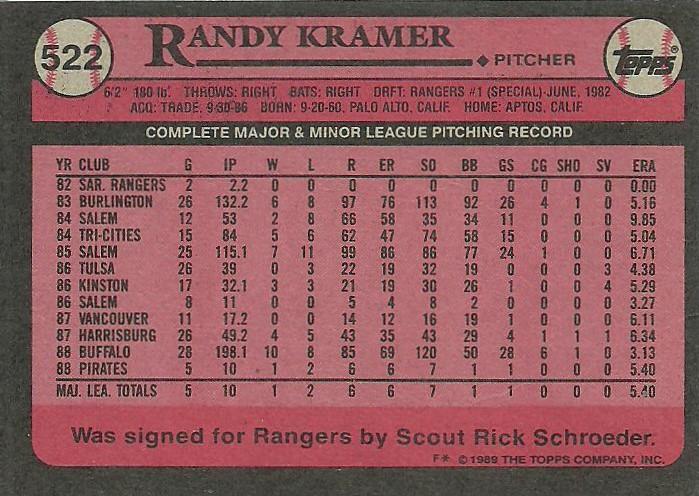 522 RANDY KRAMER ◆ PITCHER Topps®
6'2" 180 lb. THROWS: RIGHT BATS: RIGHT DRFT: RANGERS #1 (SPECIAL)-JUNE, 1982
ACQ: TRADE, 9-30-86 BORN: 9-20-60, PALO ALTO, CALIF. HOME: APTOS, CALIF.
COMPLETE MAJOR & MINOR LEAGUE PITCHING RECORD
YR CLUB G IP W L R ER SO BB GS CG SHO SV ERA
82 SAR. RANGERS 2 2.2 0 0 0 0 0 0 0 0 0 0 0.00
83 BURLINGTON 26 132.2 6 8 97 76 113 92 26 4 1 0 5.16
84 SALEM 12 53 2 8 66 58 35 34 11 0 0 0 9.85
84 TRI-CITIES 15 84 5 6 62 47 74 58 15 0 0 0 5.04
85 SALEM 25 115.1 7 11 99 86 86 77 24 1 0 0 6.71
86 TULSA 26 39 0 3 22 19 32 19 0 0 0 3 4.38
86 KINSTON 17 32.1 3 3 21 19 30 26 1 0 0 4 5.29
86 SALEM 8 11 0 0 5 4 8 2 0 0 0 0 3.27
87 VANCOUVER 11 17.2 0 0 14 12 16 19 1 0 0 0 6.11
87 HARRISBURG 26 49.2 4 5 43 35 43 29 4 1 1 1 6.34
88 BUFFALO 28 198.1 10 8 85 69 120 50 28 6 1 0 3.13
88 PIRATES 5 10 1 2 6 6 7 1 1 0 0 0 5.40
MAJ. LEA. TOTALS 5 10 1 2 6 6 7 1 1 0 0 0 5.40
Was signed for Rangers by Scout Rick Schroeder.
F* © 1989 THE TOPPS COMPANY, INC.